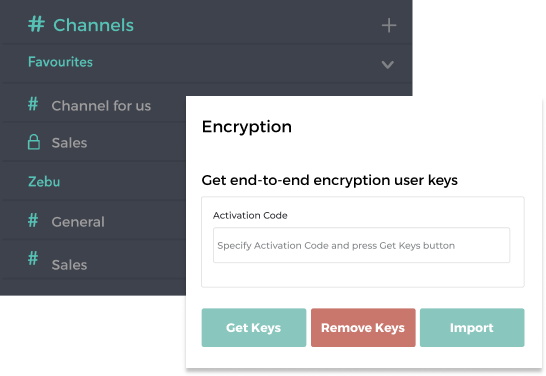 # Channels
Favourites
# Channel for us
Sales
Zebu
# General
# Sales
Encryption
Get end-to-end encryption user keys
Activation Code
Specify Activation Code and press Get Keys button
Get Keys
Remove Keys
Import